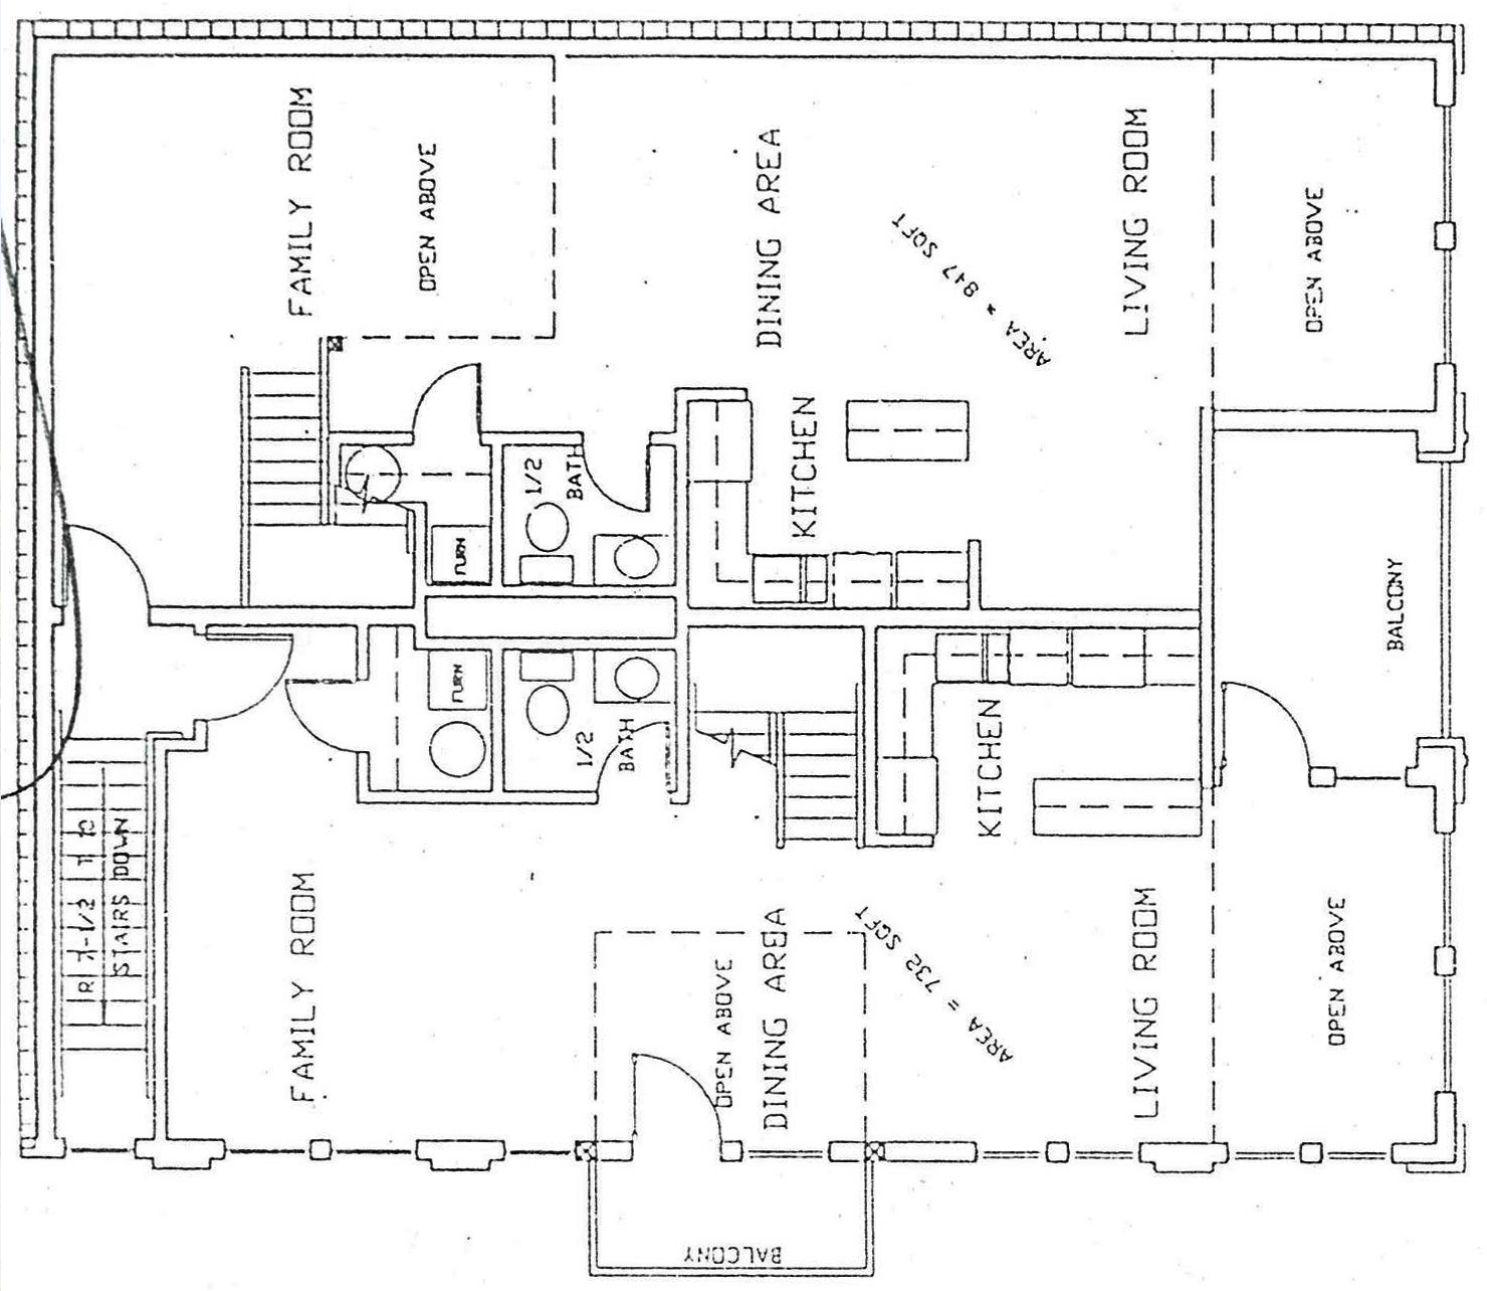 FAMILY ROOM
OPEN ABOVE
DINING AREA
AREA = 847 SQFT
LIVING ROOM
OPEN ABOVE
KITCHEN
1/2
BATH
FURN
BALCONY
FURN
1/2
BATH
KITCHEN
STAIRS DOWN
FAMILY ROOM
OPEN ABOVE
DINING AREA
AREA = 732 SQFT
LIVING ROOM
OPEN ABOVE
BALCONY